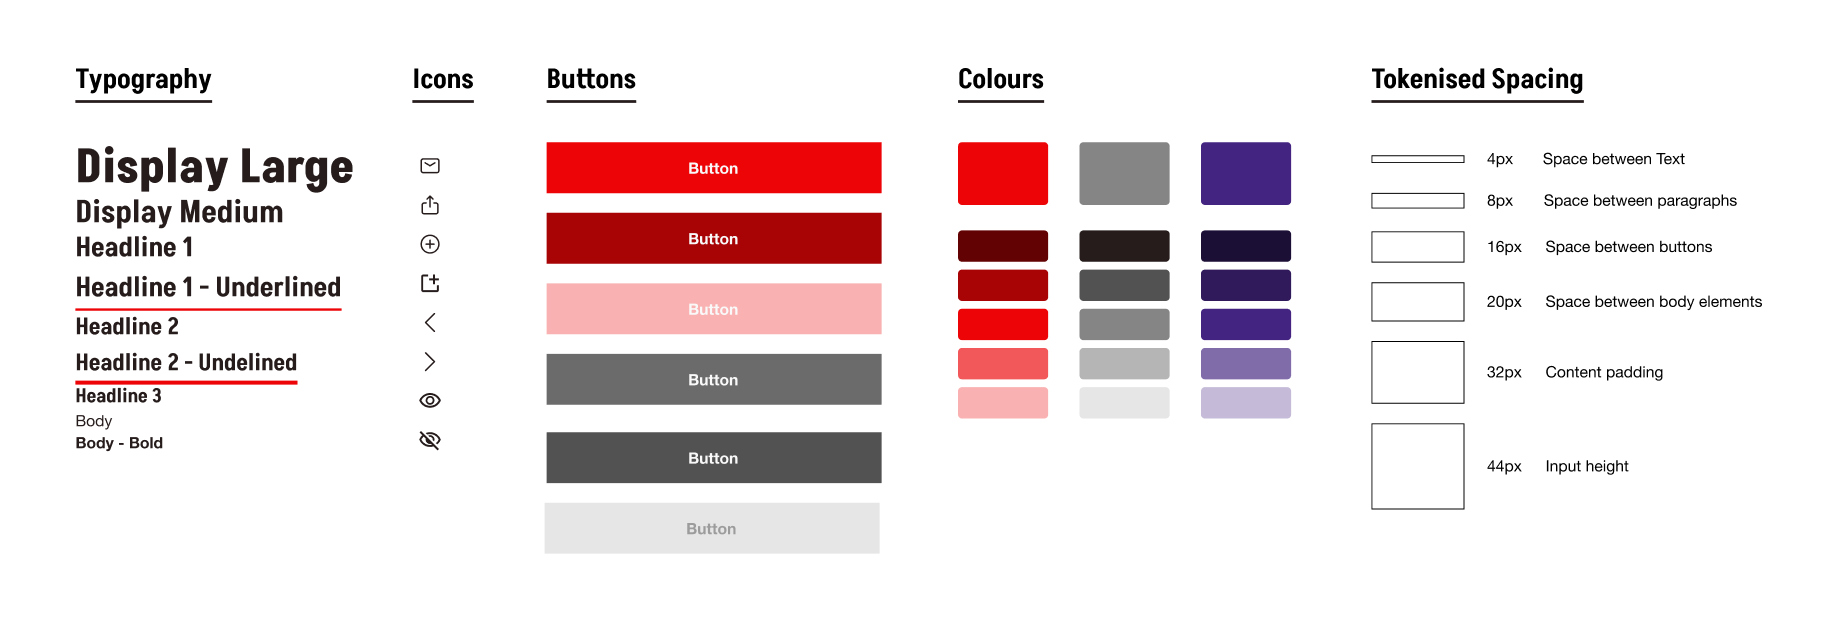 Typography
Display Large
Display Medium
Headline 1
Headline 1 - Underlined
Headline 2
Headline 2 - Undelined
Headline 3
Body
Body - Bold
Icons
Buttons
Button
Button
Button
Button
Button
Button
Colours
Tokenised Spacing
4px Space between Text
8px Space between paragraphs
16px Space between buttons
20px Space between body elements
32px Content padding
44px Input height